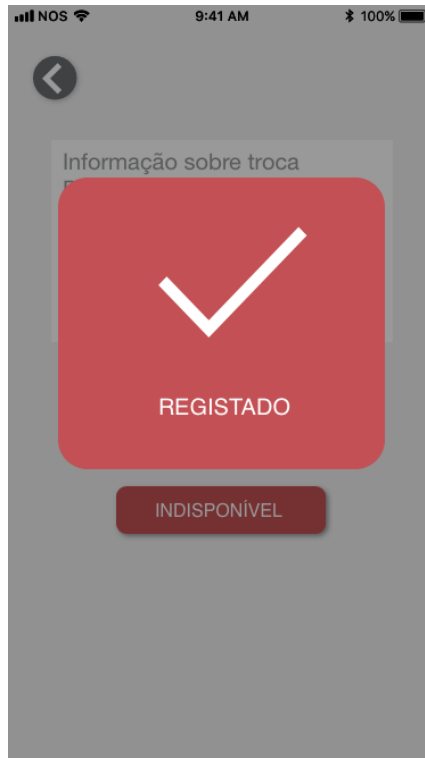 NOS 9:41 AM 100%
Informação sobre troca
REGISTADO
INDISPONÍVEL